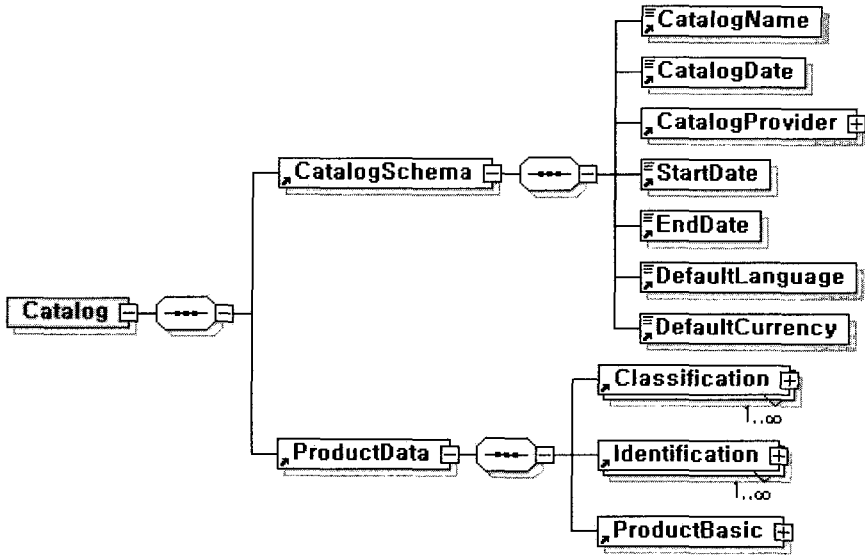 CatalogName
CatalogDate
CatalogProvider
CatalogSchema
StartDate
EndDate
DefaultLanguage
Catalog
DefaultCurrency
Classification
1..∞
ProductData
Identification
1..∞
ProductBasic